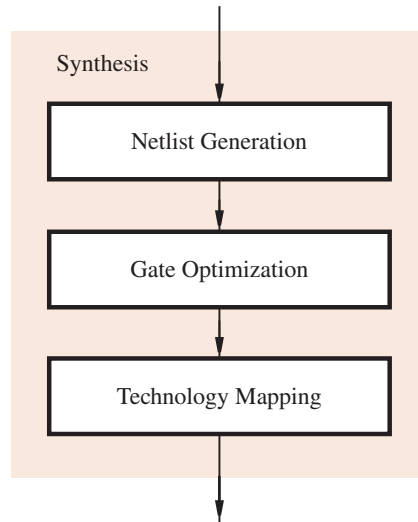 Synthesis
Netlist Generation
Gate Optimization
Technology Mapping